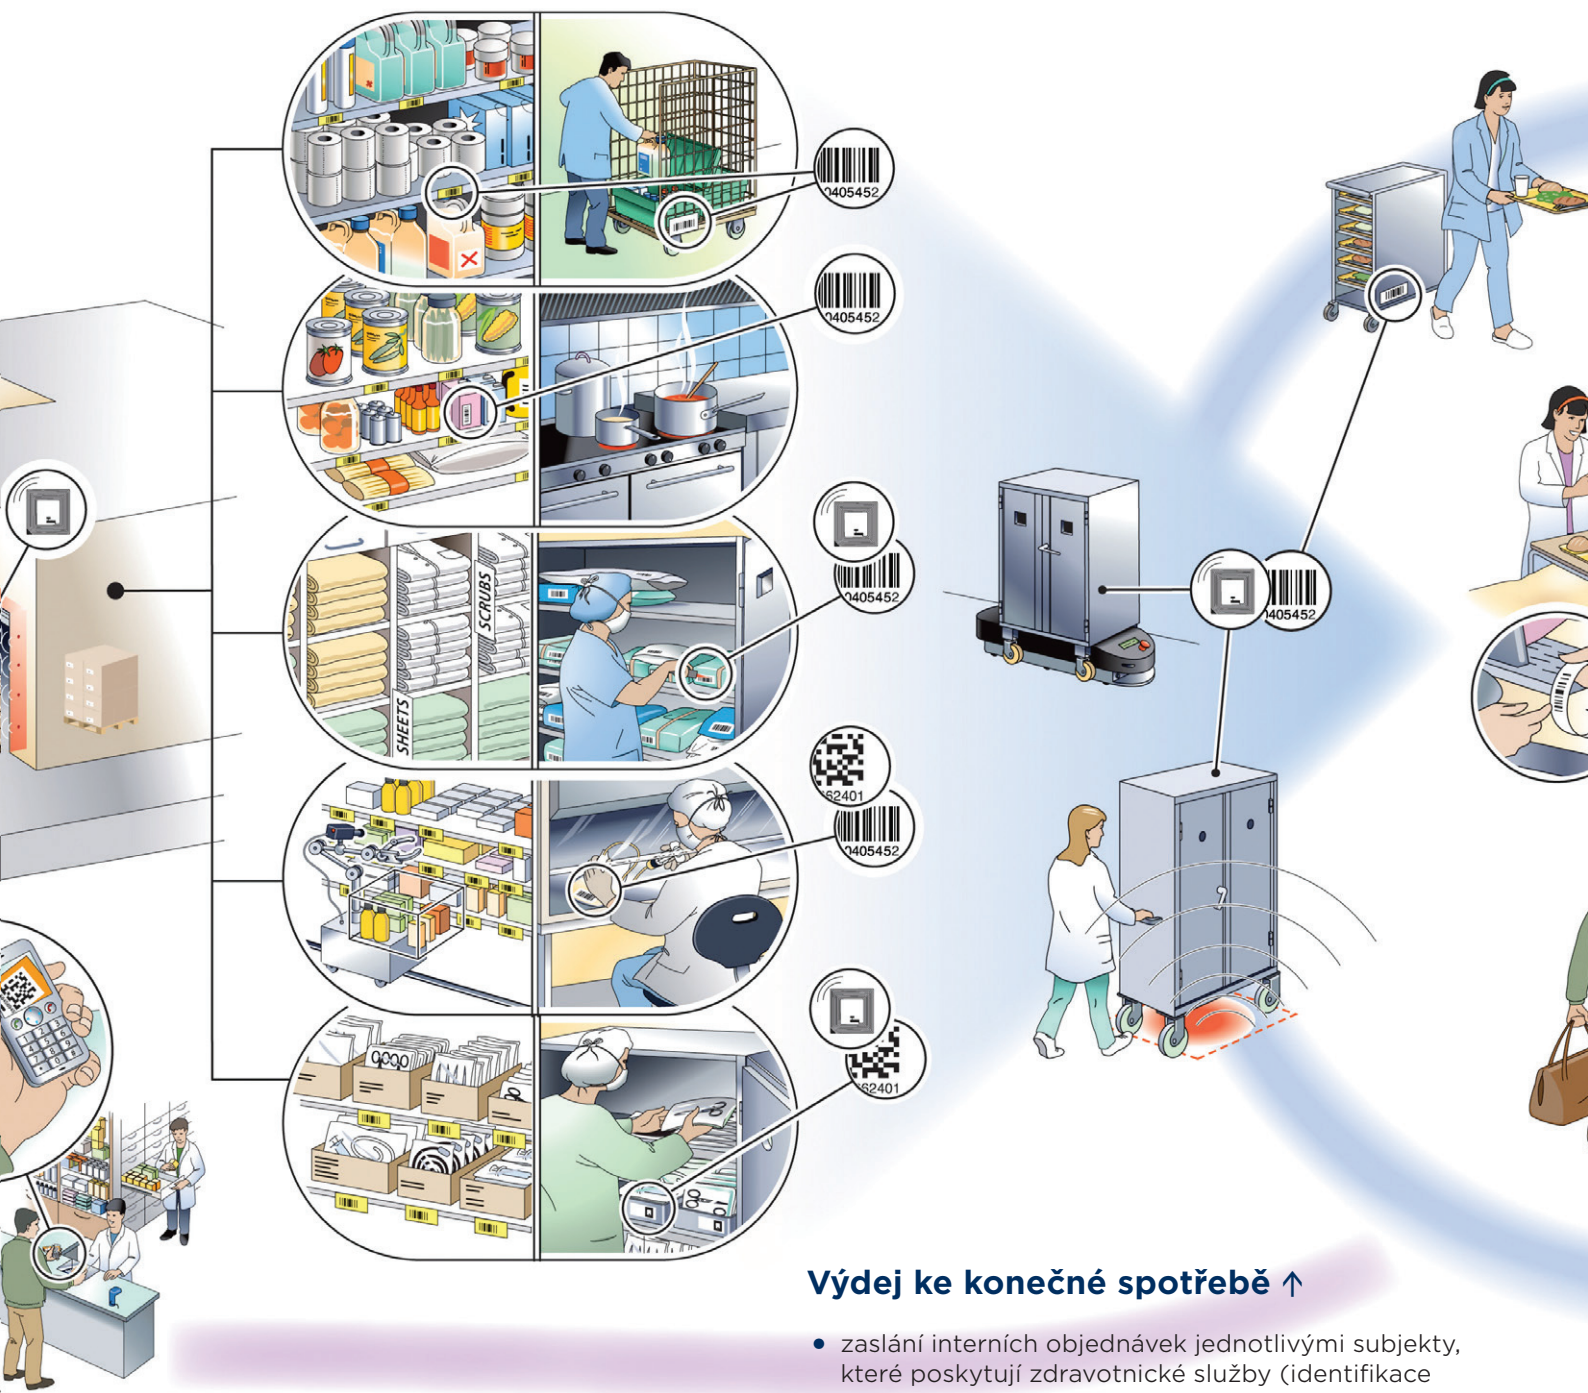 0405452
0405452
SCRUBS
SHEETS
0405452
0405452
62401
0405452
62401
Výdej ke konečné spotřebě ↑
• zaslání interních objednávek jednotlivými subjekty,
které poskytují zdravotnické služby (identifikace